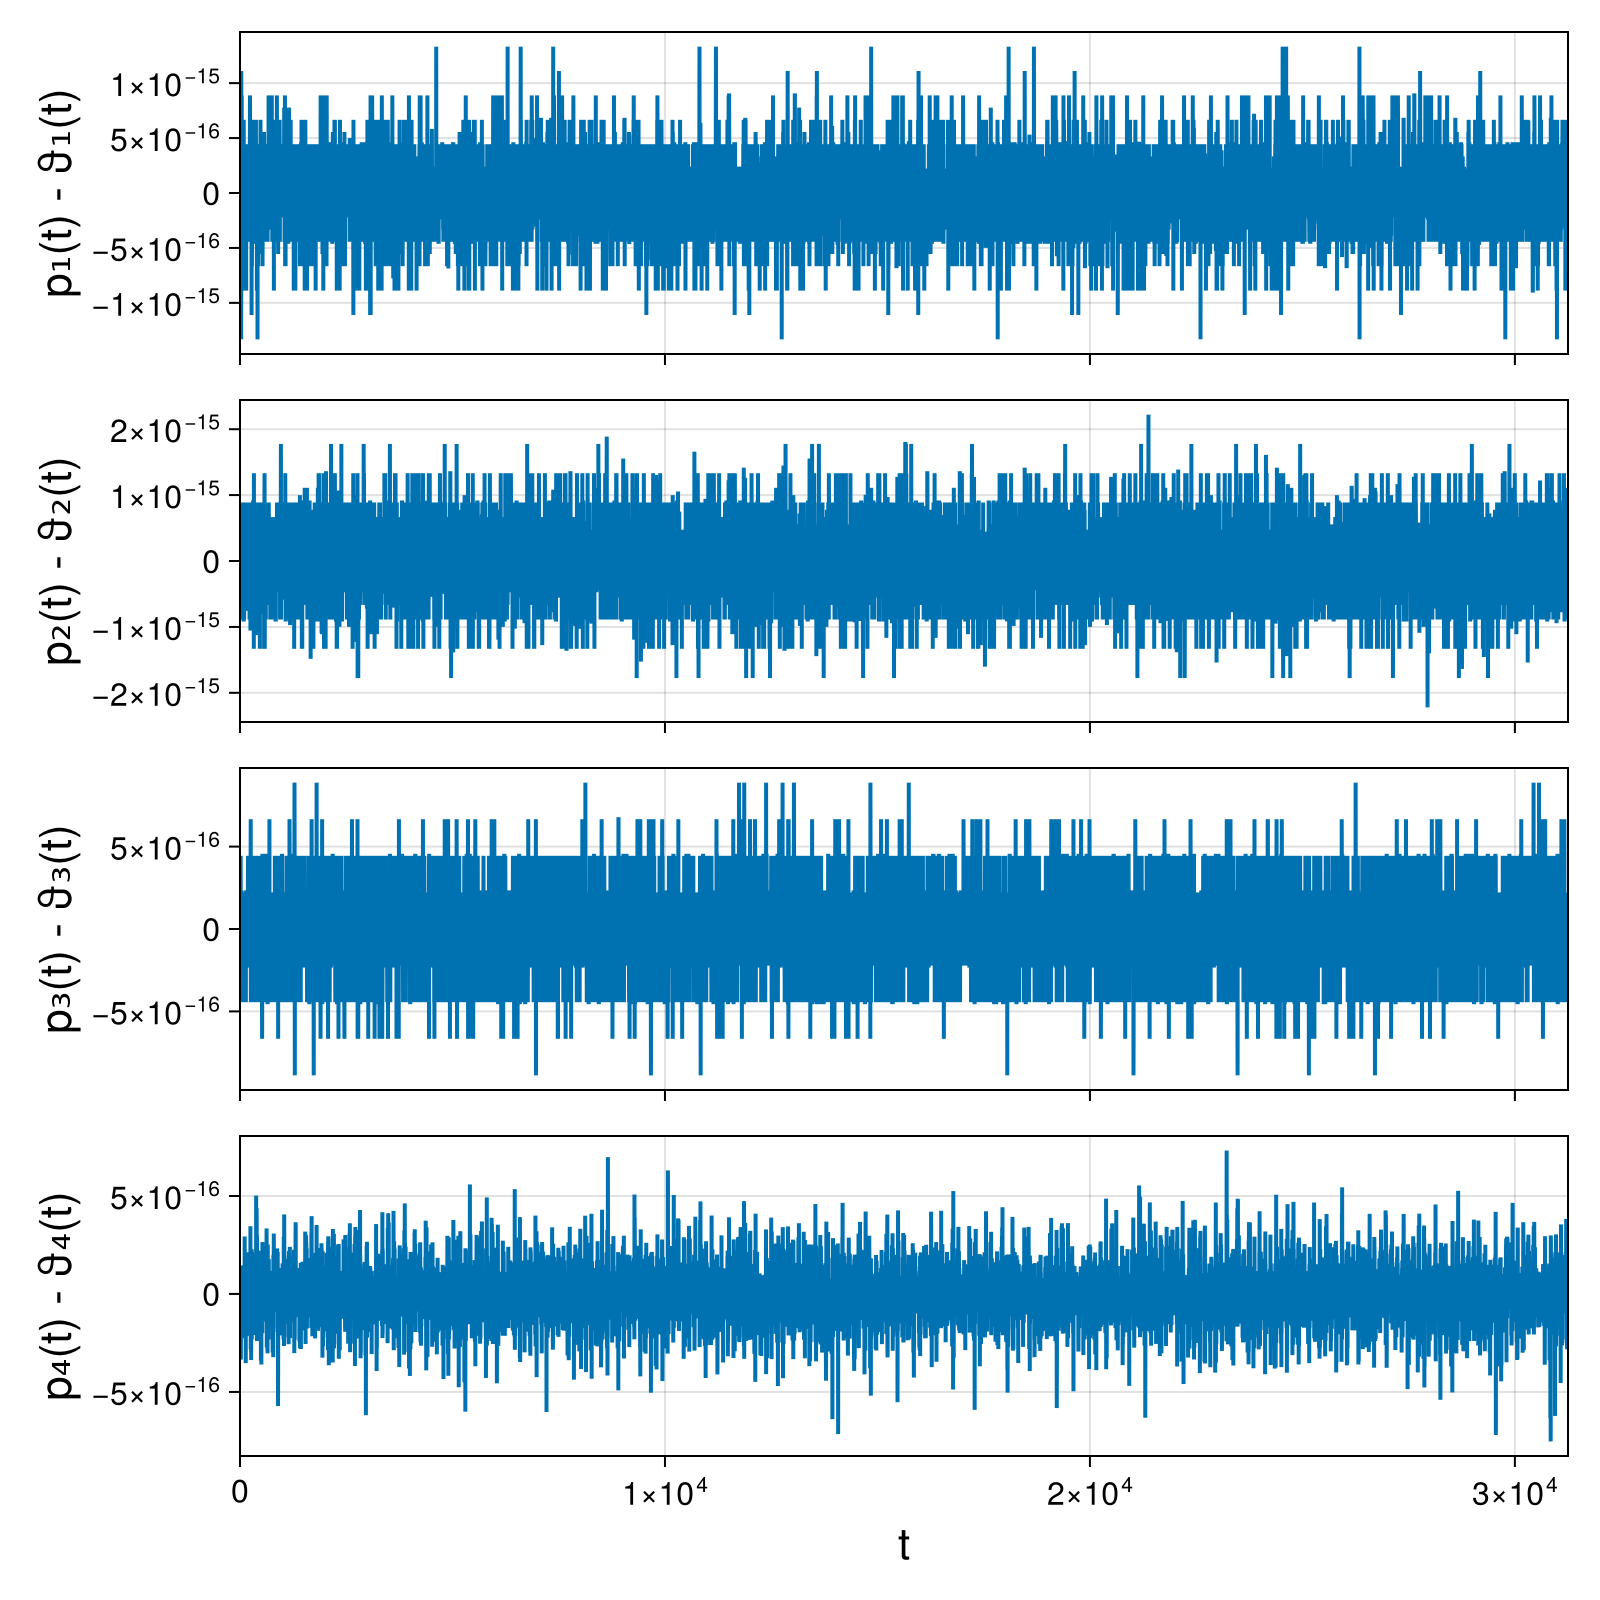 p₁(t) - ϑ₁(t)
1×10⁻¹⁵
5×10⁻¹⁶
0
−5×10⁻¹⁶
−1×10⁻¹⁵
p₂(t) - ϑ₂(t)
2×10⁻¹⁵
1×10⁻¹⁵
0
−1×10⁻¹⁵
−2×10⁻¹⁵
p₃(t) - ϑ₃(t)
5×10⁻¹⁶
0
−5×10⁻¹⁶
p₄(t) - ϑ₄(t)
5×10⁻¹⁶
0
−5×10⁻¹⁶
0 1×10⁴ 2×10⁴ 3×10⁴
t